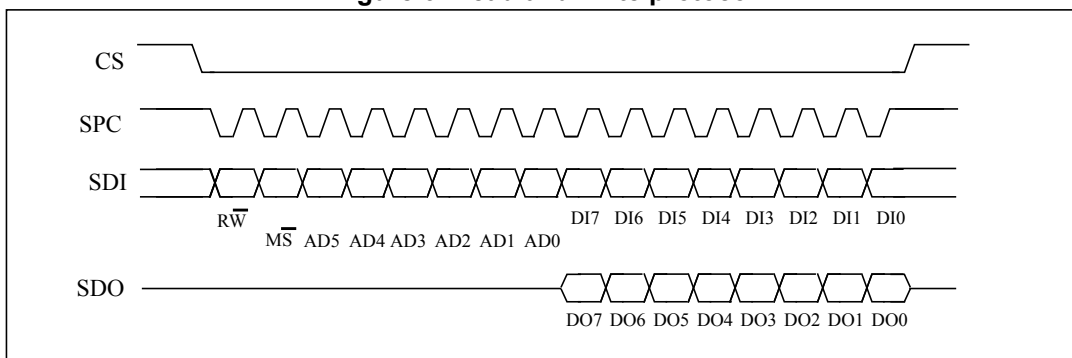 CS
SPC
SDI
RW̅
DI7 DI6 DI5 DI4 DI3 DI2 DI1 DI0
MS̅ AD5 AD4 AD3 AD2 AD1 AD0
SDO
DO7 DO6 DO5 DO4 DO3 DO2 DO1 DO0